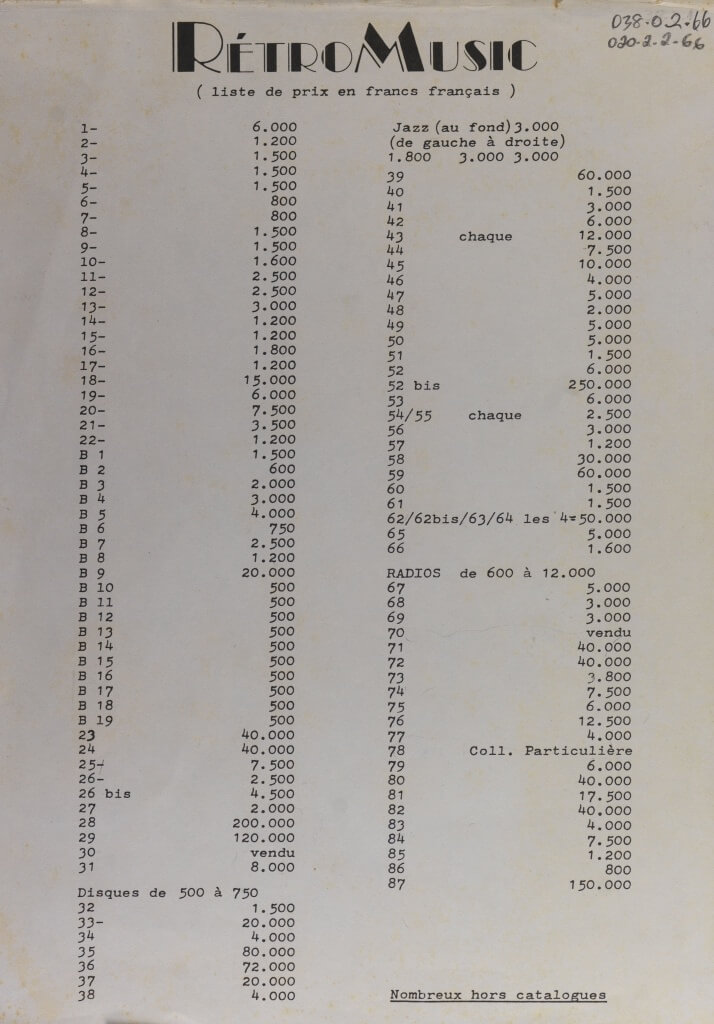 038.0.2.66
020-2-2-66
RÉTROMUSIC
( liste de prix en francs français )
1- 6.000
2- 1.200
3- 1.500
4- 1.500
5- 1.500
6- 800
7- 800
8- 1.500
9- 1.500
10- 1.600
11- 2.500
12- 2.500
13- 3.000
14- 1.200
15- 1.200
16- 1.800
17- 1.200
18- 15.000
19- 6.000
20- 7.500
21- 3.500
22- 1.200
B 1 1.500
B 2 600
B 3 2.000
B 4 3.000
B 5 4.000
B 6 750
B 7 2.500
B 8 1.200
B 9 20.000
B 10 500
B 11 500
B 12 500
B 13 500
B 14 500
B 15 500
B 16 500
B 17 500
B 18 500
B 19 500
23 40.000
24 40.000
25- 7.500
26- 2.500
26 bis 4.500
27 2.000
28 200.000
29 120.000
30 vendu
31 8.000
Disques de 500 à 750
32 1.500
33- 20.000
34 4.000
35 80.000
36 72.000
37 20.000
38 4.000
Jazz (au fond) 3.000
(de gauche à droite)
1.800 3.000 3.000
39 60.000
40 1.500
41 3.000
42 6.000
43 chaque 12.000
44 7.500
45 10.000
46 4.000
47 5.000
48 2.000
49 5.000
50 5.000
51 1.500
52 6.000
52 bis 250.000
53 6.000
54/55 chaque 2.500
56 3.000
57 1.200
58 30.000
59 60.000
60 1.500
61 1.500
62/62bis/63/64 les 4=50.000
65 5.000
66 1.600
RADIOS de 600 à 12.000
67 5.000
68 3.000
69 3.000
70 vendu
71 40.000
72 40.000
73 3.800
74 7.500
75 6.000
76 12.500
77 4.000
78 Coll. Particulière
79 6.000
80 40.000
81 17.500
82 40.000
83 4.000
84 7.500
85 1.200
86 800
87 150.000
Nombreux hors catalogues